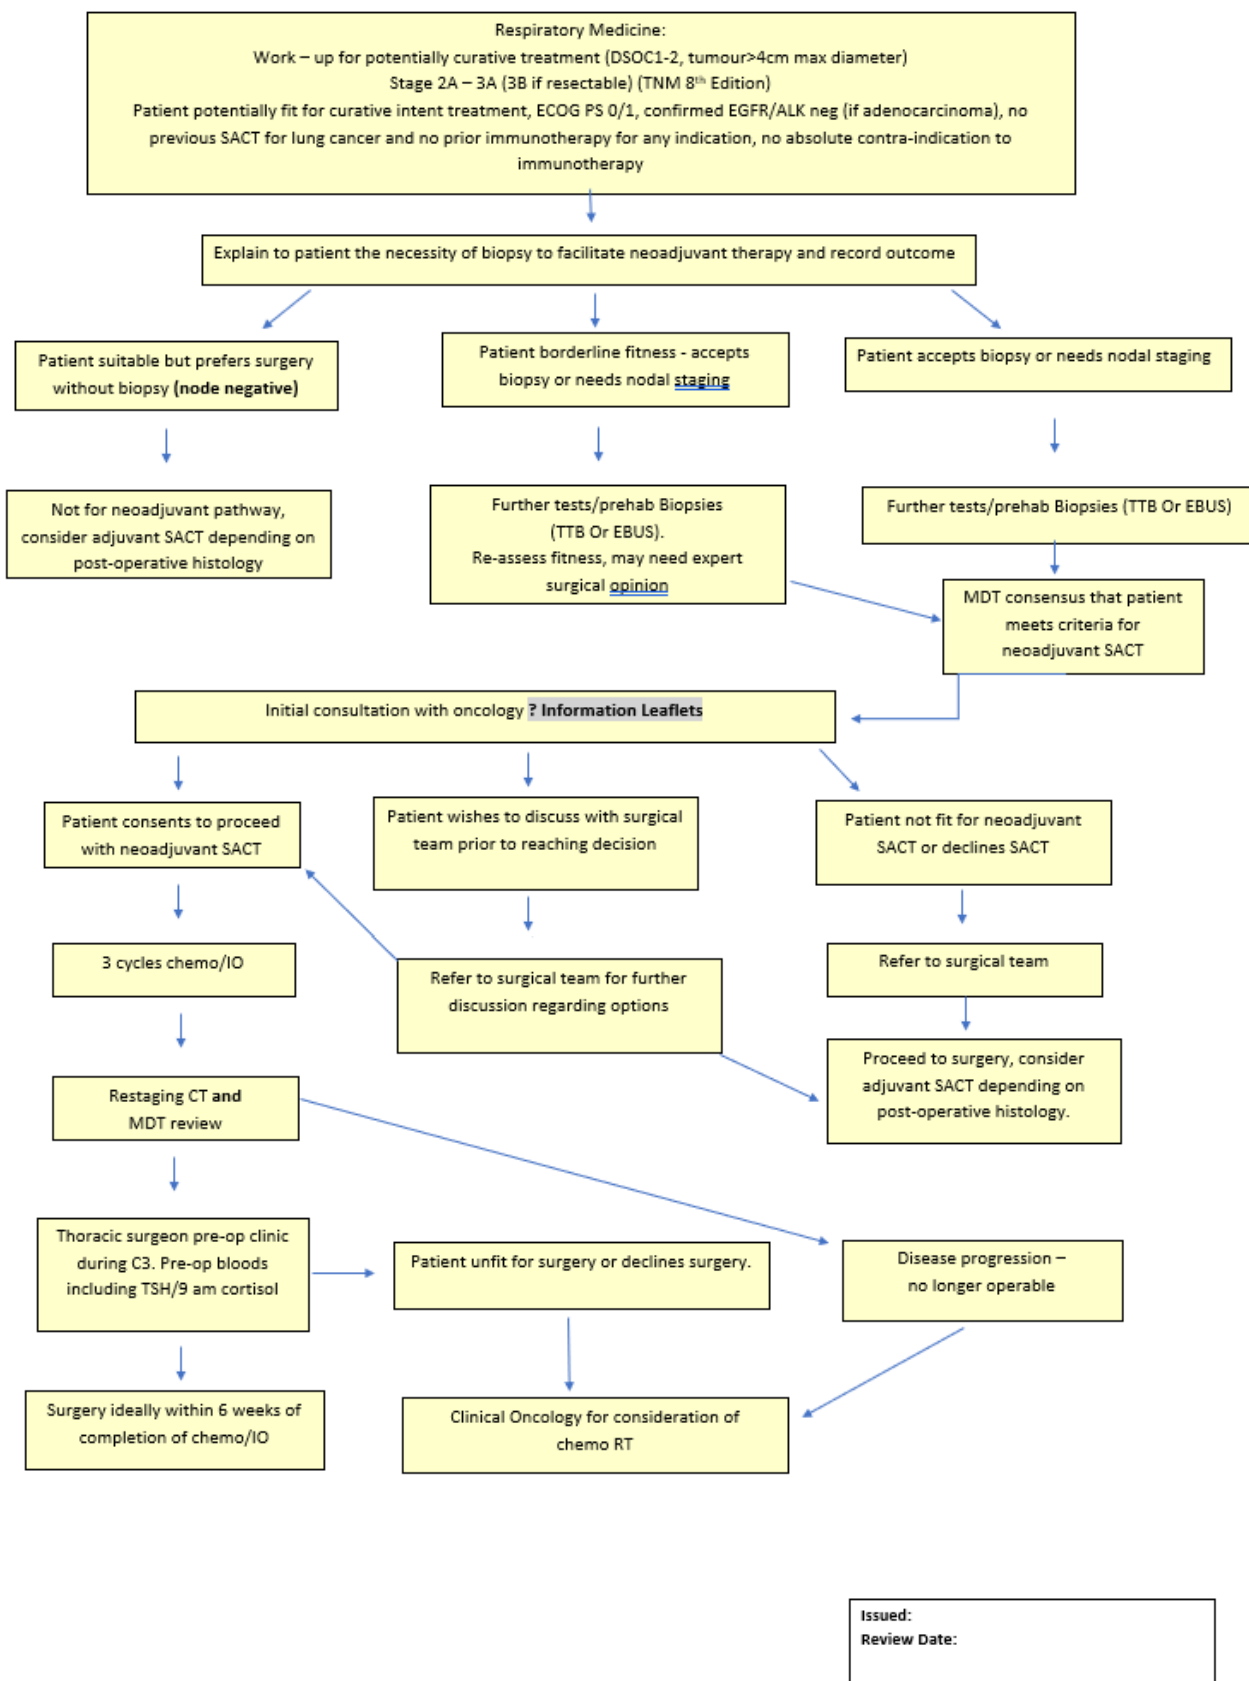 Respiratory Medicine:
Work – up for potentially curative treatment (DSOC1-2, tumour>4cm max diameter)
Stage 2A – 3A (3B if resectable) (TNM 8th Edition)
Patient potentially fit for curative intent treatment, ECOG PS 0/1, confirmed EGFR/ALK neg (if adenocarcinoma), no
previous SACT for lung cancer and no prior immunotherapy for any indication, no absolute contra-indication to
immunotherapy
Explain to patient the necessity of biopsy to facilitate neoadjuvant therapy and record outcome
Patient suitable but prefers surgery
without biopsy (node negative)
Patient borderline fitness - accepts
biopsy or needs nodal staging
Patient accepts biopsy or needs nodal staging
Not for neoadjuvant pathway,
consider adjuvant SACT depending on
post-operative histology
Further tests/prehab Biopsies
(TTB Or EBUS).
Re-assess fitness, may need expert
surgical opinion
Further tests/prehab Biopsies (TTB Or EBUS)
MDT consensus that patient
meets criteria for
neoadjuvant SACT
Initial consultation with oncology ? Information Leaflets
Patient consents to proceed
with neoadjuvant SACT
Patient wishes to discuss with surgical
team prior to reaching decision
Patient not fit for neoadjuvant
SACT or declines SACT
3 cycles chemo/IO
Refer to surgical team for further
discussion regarding options
Refer to surgical team
Restaging CT and
MDT review
Proceed to surgery, consider
adjuvant SACT depending on
post-operative histology.
Thoracic surgeon pre-op clinic
during C3. Pre-op bloods
including TSH/9 am cortisol
Patient unfit for surgery or declines surgery.
Disease progression –
no longer operable
Surgery ideally within 6 weeks of
completion of chemo/IO
Clinical Oncology for consideration of
chemo RT
Issued:
Review Date: